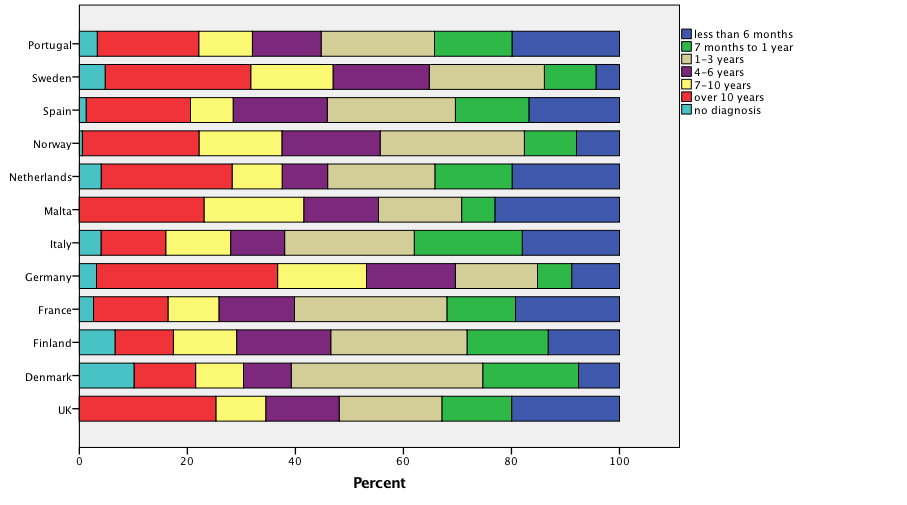 Portugal
Sweden
Spain
Norway
Netherlands
Malta
Italy
Germany
France
Finland
Denmark
UK
0 20 40 60 80 100
Percent
less than 6 months
7 months to 1 year
1-3 years
4-6 years
7-10 years
over 10 years
no diagnosis